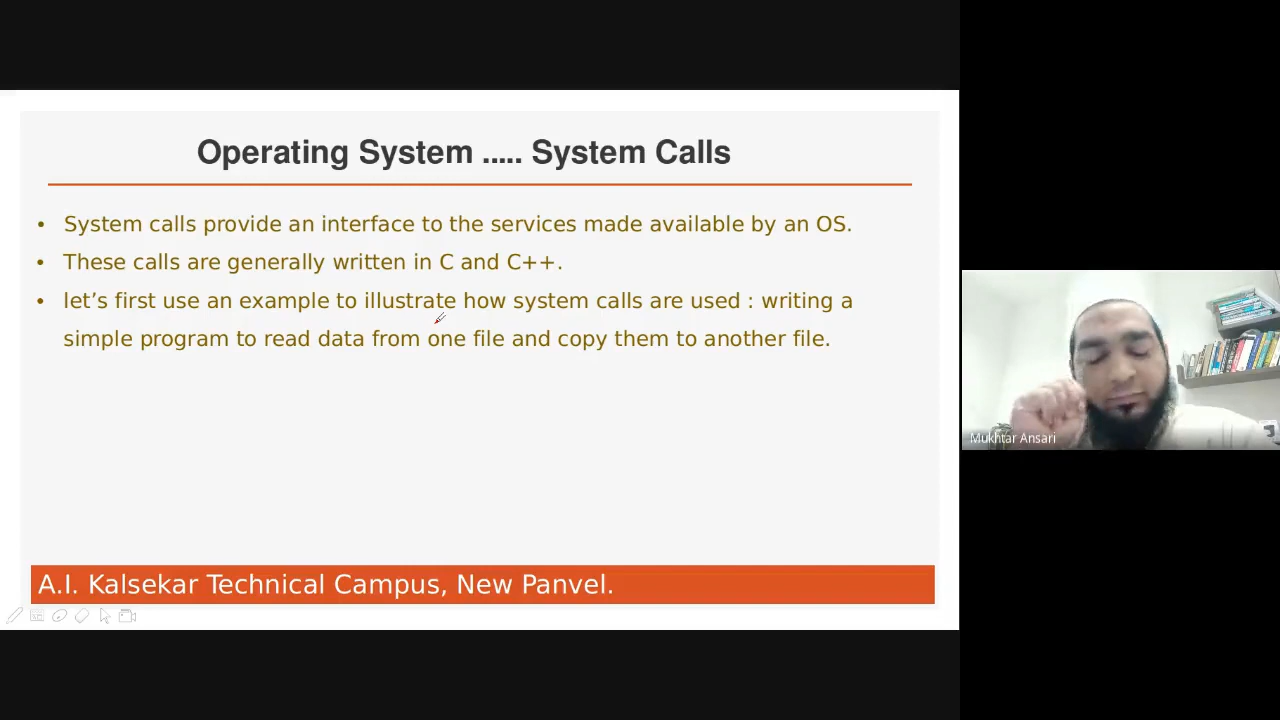 Operating System ..... System Calls
• System calls provide an interface to the services made available by an OS.
• These calls are generally written in C and C++.
• let’s first use an example to illustrate how system calls are used : writing a
simple program to read data from one file and copy them to another file.
A.I. Kalsekar Technical Campus, New Panvel.
Mukhtar Ansari